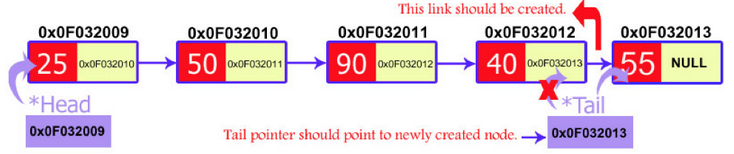 This link should be created.
0x0F032009 0x0F032010 0x0F032011 0x0F032012 0x0F032013
25 0x0F032010 50 0x0F032011 90 0x0F032012 40 0x0F032013 55 NULL
X
*Head *Tail
0x0F032009 Tail pointer should point to newly created node. 0x0F032013